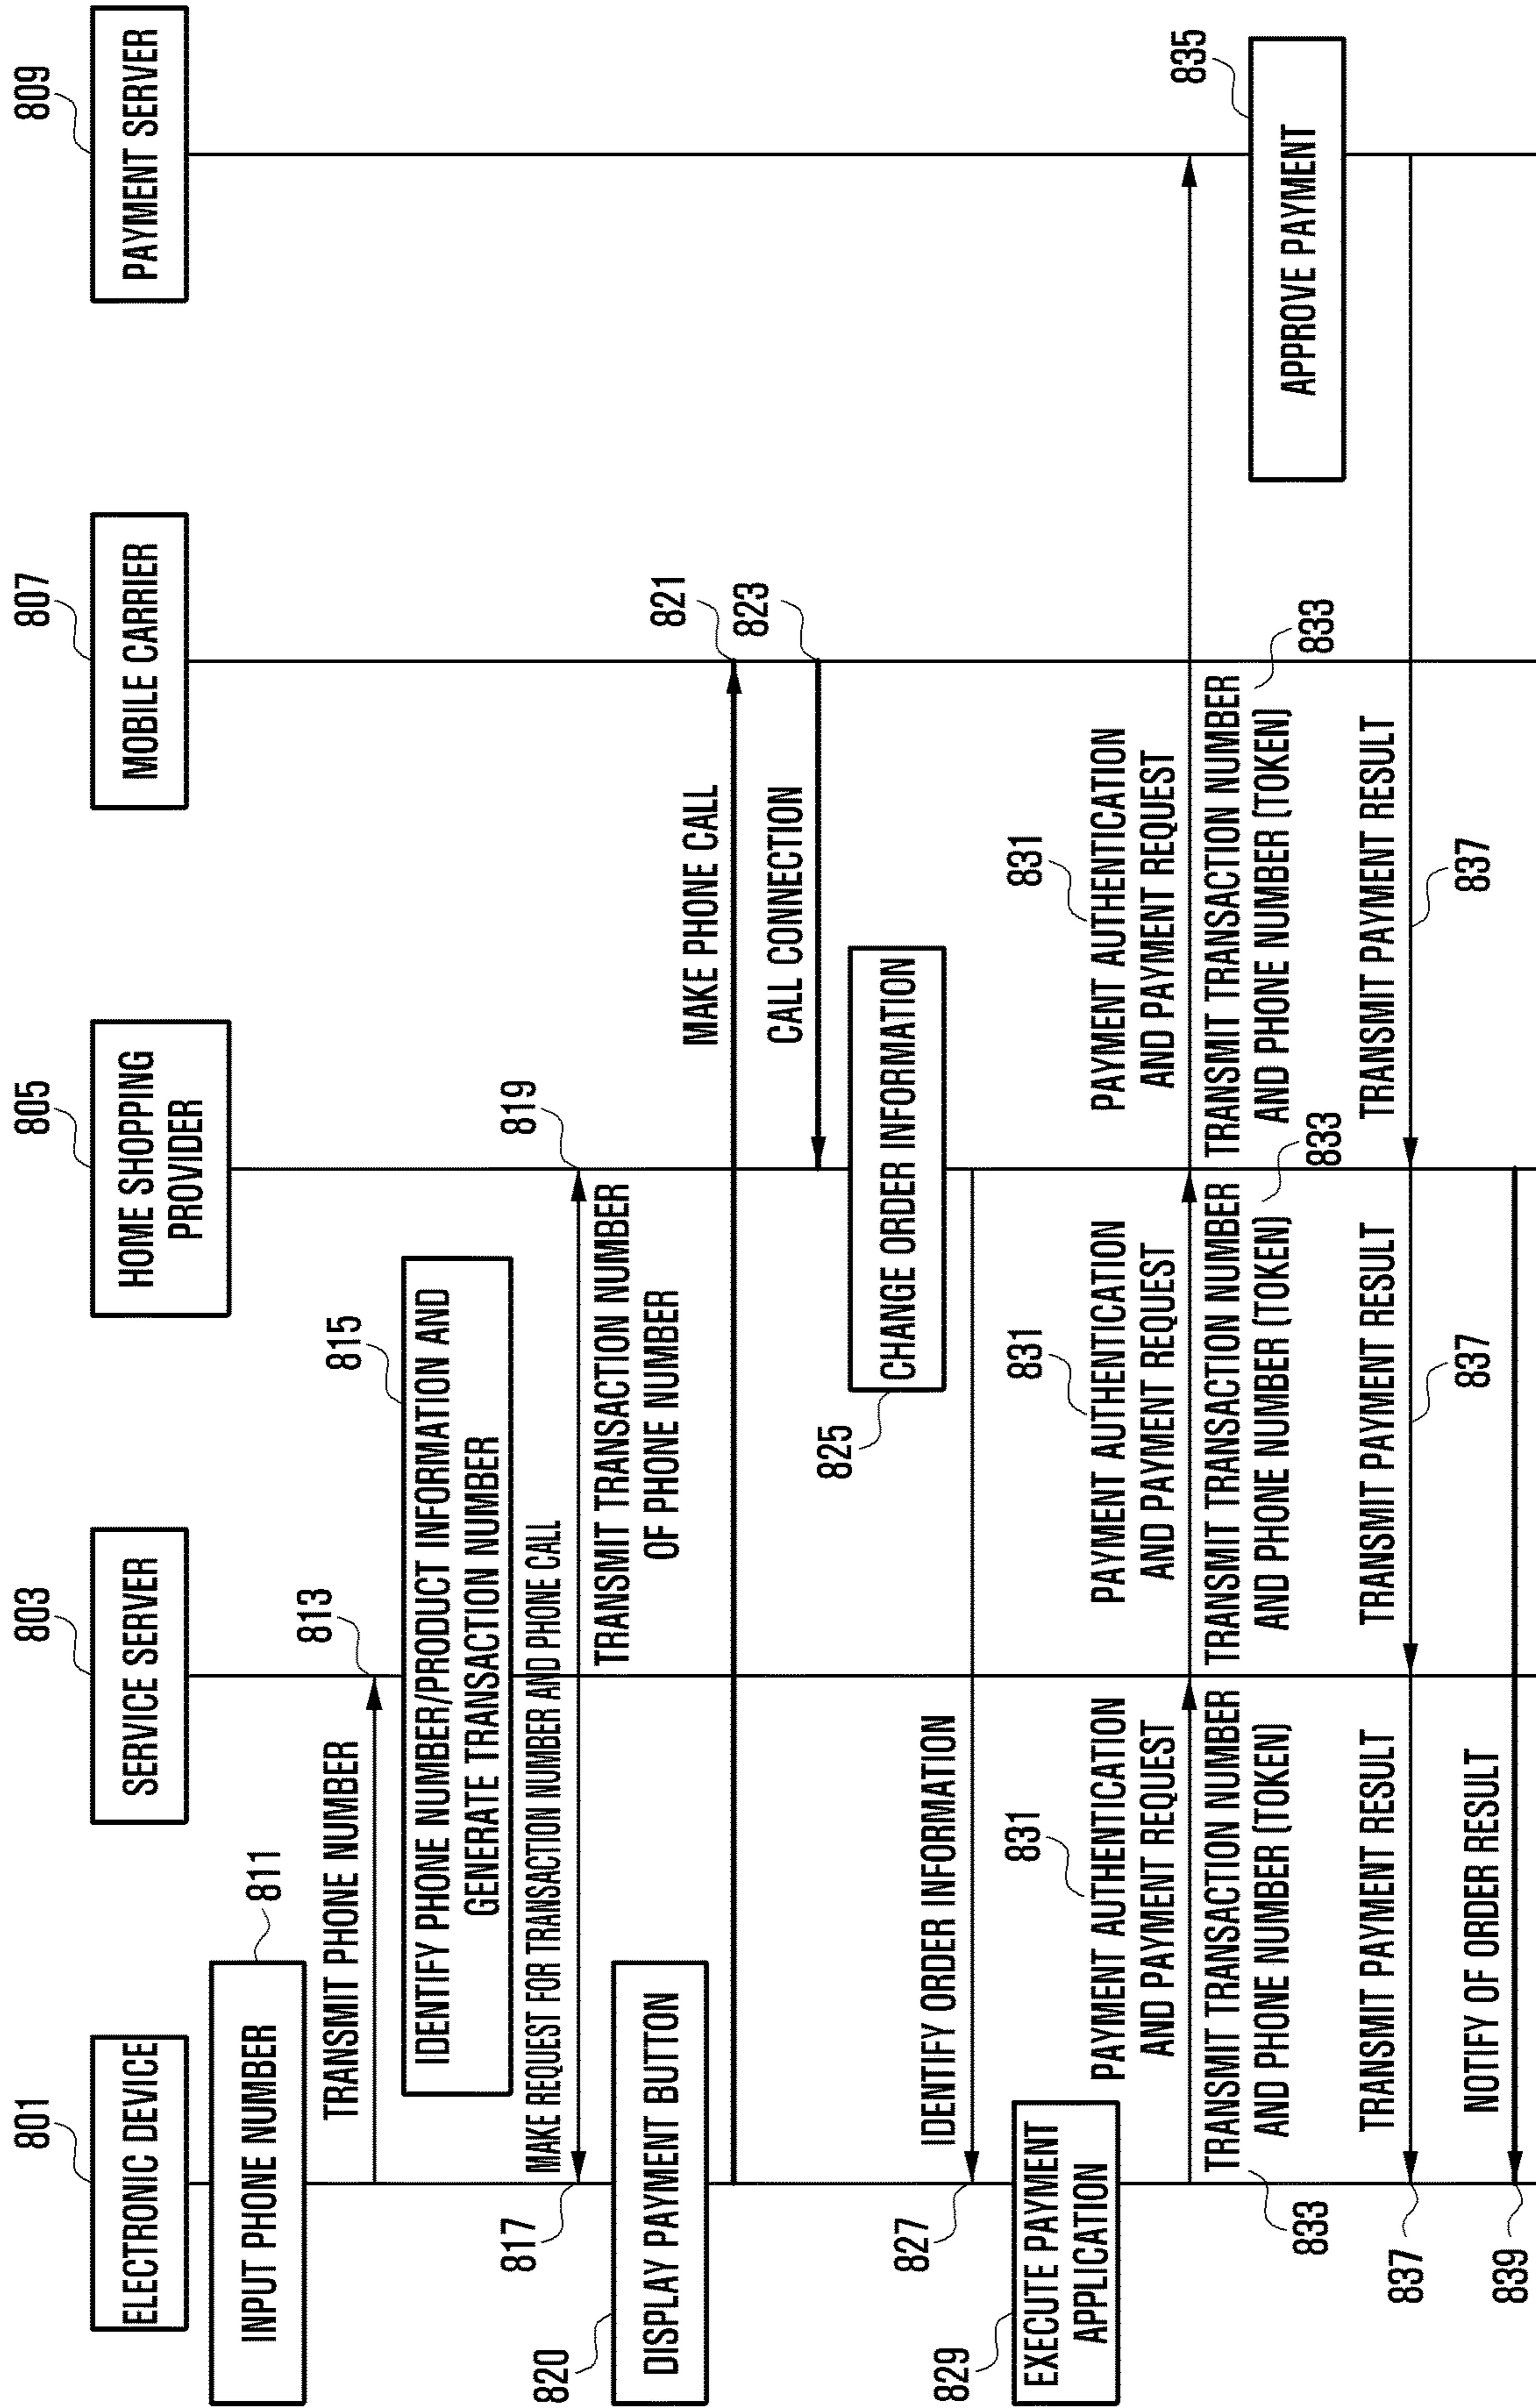 801
ELECTRONIC DEVICE
803
SERVICE SERVER
805
HOME SHOPPING
PROVIDER
807
MOBILE CARRIER
809
PAYMENT SERVER
INPUT PHONE NUMBER
811
TRANSMIT PHONE NUMBER
813
815
IDENTIFY PHONE NUMBER/PRODUCT INFORMATION AND
GENERATE TRANSACTION NUMBER
817
MAKE REQUEST FOR TRANSACTION NUMBER AND PHONE CALL
819
TRANSMIT TRANSACTION NUMBER
OF PHONE NUMBER
820
DISPLAY PAYMENT BUTTON
MAKE PHONE CALL
821
CALL CONNECTION
823
825
CHANGE ORDER INFORMATION
827
IDENTIFY ORDER INFORMATION
829
EXECUTE PAYMENT
APPLICATION
831
PAYMENT AUTHENTICATION
AND PAYMENT REQUEST
831
PAYMENT AUTHENTICATION
AND PAYMENT REQUEST
831
PAYMENT AUTHENTICATION
AND PAYMENT REQUEST
833
TRANSMIT TRANSACTION NUMBER
AND PHONE NUMBER (TOKEN)
TRANSMIT TRANSACTION NUMBER
AND PHONE NUMBER (TOKEN)
833
TRANSMIT TRANSACTION NUMBER
AND PHONE NUMBER (TOKEN)
833
835
APPROVE PAYMENT
837
TRANSMIT PAYMENT RESULT
TRANSMIT PAYMENT RESULT
837
TRANSMIT PAYMENT RESULT
837
839
NOTIFY OF ORDER RESULT